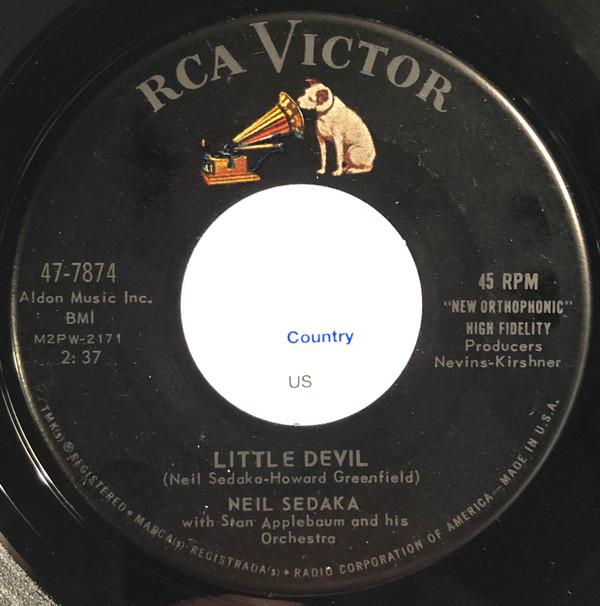 RCA VICTOR
47-7874
Aldon Music Inc.
BMI
M2PW-2171
2: 37
45 RPM
"NEW ORTHOPHONIC"
HIGH FIDELITY
Producers
Nevins-Kirshner
Country
US
LITTLE DEVIL
(Neil Sedaka-Howard Greenfield)
NEIL SEDAKA
with Stan Applebaum and his
Orchestra
TMK(s) ® REGISTERED • MARCA(s) REGISTRADA(s) • RADIO CORPORATION OF AMERICA—MADE IN U.S.A.